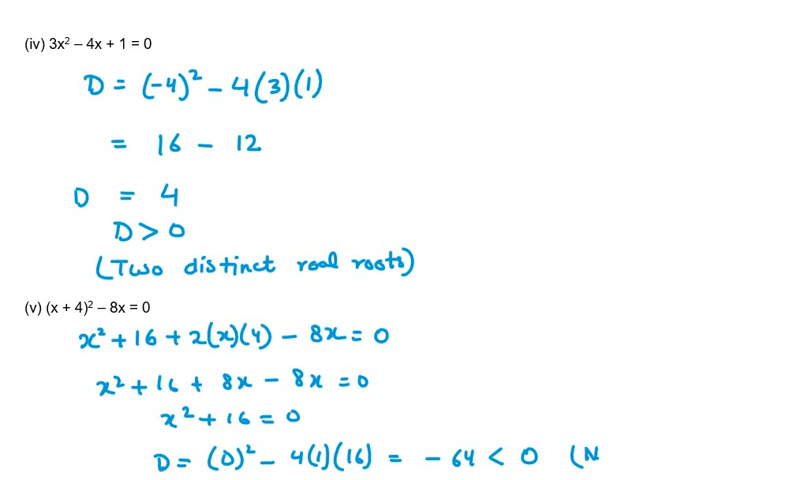 (iv) 3x² – 4x + 1 = 0
D = (-4)² - 4(3)(1)
= 16 - 12
D = 4
D > 0
(Two distinct real roots)
(v) (x + 4)² – 8x = 0
x² + 16 + 2(x)(4) - 8x = 0
x² + 16 + 8x - 8x = 0
x² + 16 = 0
D = (0)² - 4(1)(16) = - 64 < 0 (N